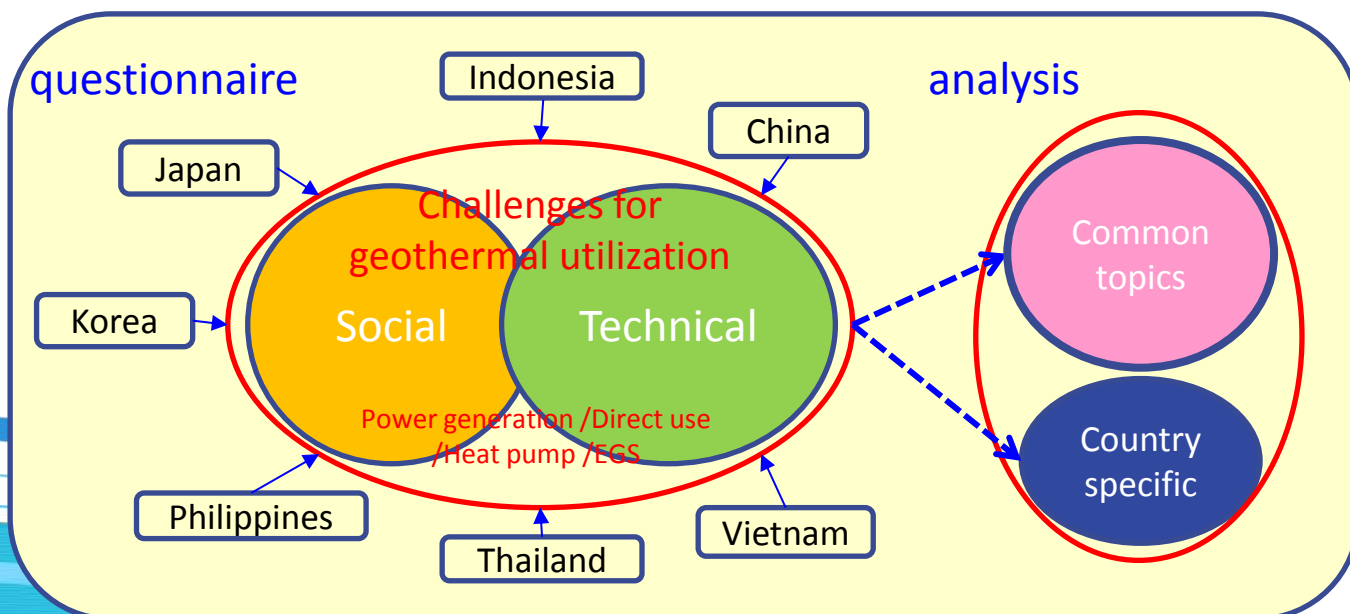 questionnaire
analysis
Indonesia
China
Japan
Challenges for
geothermal utilization
Common
topics
Korea
Social
Technical
Power generation /Direct use
/Heat pump /EGS
Country
specific
Philippines
Thailand
Vietnam